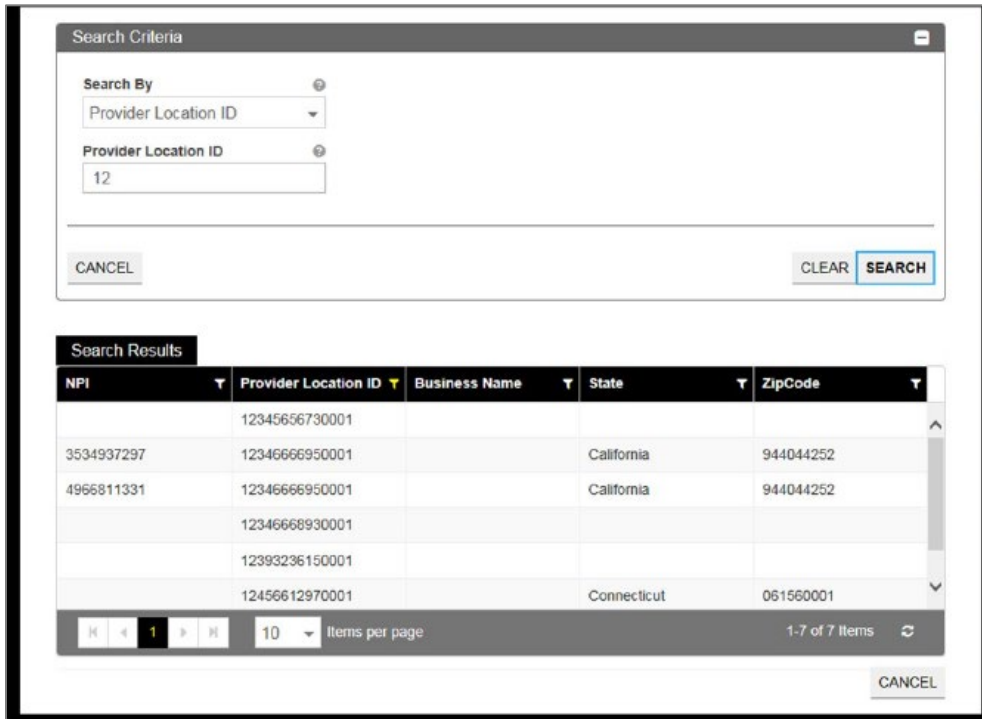 Search Criteria
Search By
Provider Location ID
Provider Location ID
12
CANCEL CLEAR SEARCH
Search Results
NPI Provider Location ID Business Name State ZipCode
12345656730001
3534937297 12346666950001 California 944044252
4966811331 12346666950001 California 944044252
12346668930001
12393236150001
12456612970001 Connecticut 061560001
1 10 Items per page 1-7 of 7 Items
CANCEL